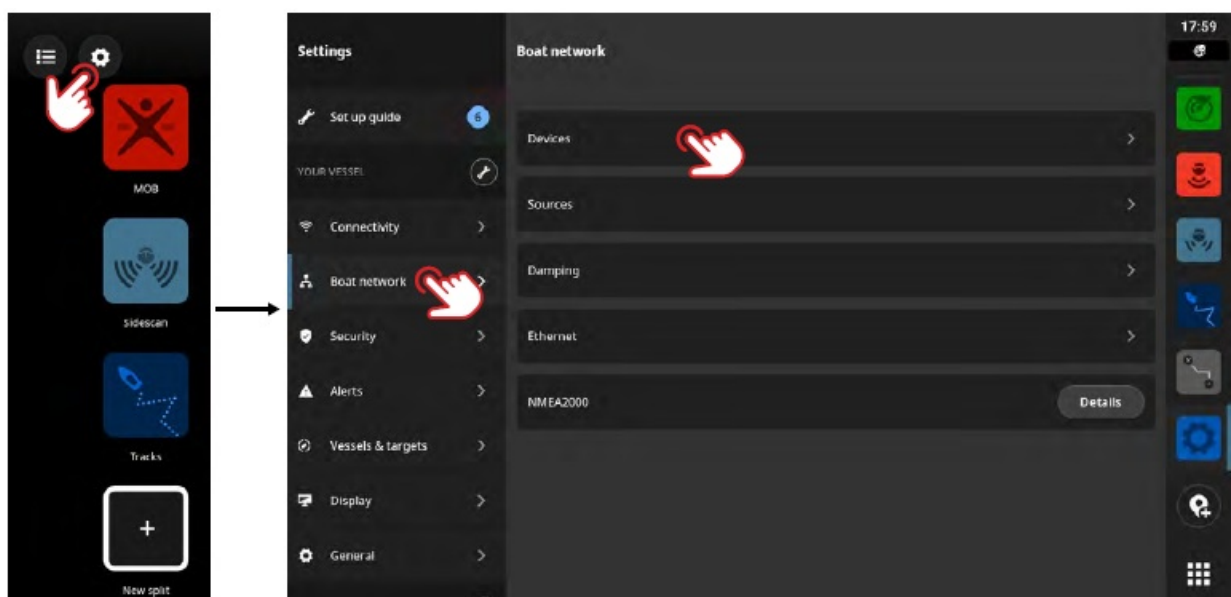 MOB
Sidescan
Tracks
+
New split
Settings
Set up guide
6
YOUR VESSEL
Connectivity
Boat network
Security
Alerts
Vessels & targets
Display
General
Boat network
Devices
Sources
Damping
Ethernet
NMEA2000
Details
17:59